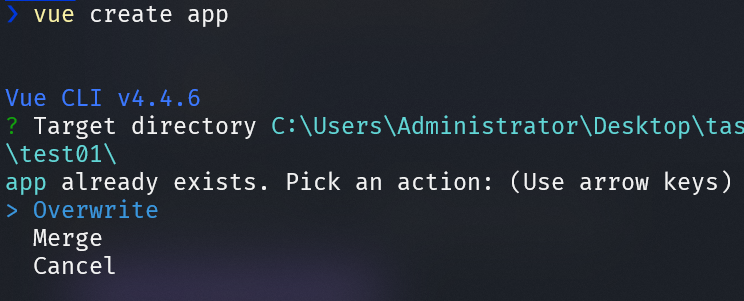 > vue create app
Vue CLI v4.4.6
? Target directory C:\Users\Administrator\Desktop\tas
\test01\
app already exists. Pick an action: (Use arrow keys)
> Overwrite
Merge
Cancel